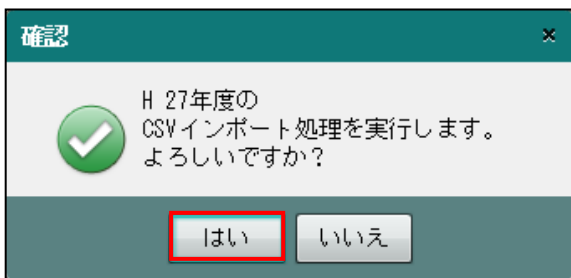 確認
H 27年度の
CSVインポート処理を実行します。
よろしいですか？
はい
いいえ